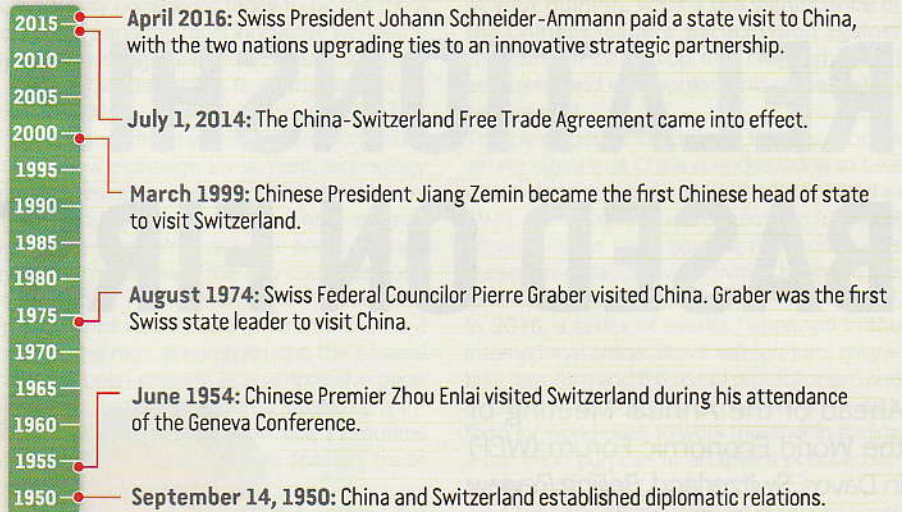 2015
April 2016: Swiss President Johann Schneider-Ammann paid a state visit to China,
with the two nations upgrading ties to an innovative strategic partnership.
2010
2005
July 1, 2014: The China-Switzerland Free Trade Agreement came into effect.
2000
1995
March 1999: Chinese President Jiang Zemin became the first Chinese head of state
to visit Switzerland.
1990
1985
1980
August 1974: Swiss Federal Councilor Pierre Graber visited China. Graber was the first
Swiss state leader to visit China.
1975
1970
1965
June 1954: Chinese Premier Zhou Enlai visited Switzerland during his attendance
of the Geneva Conference.
1960
1955
1950
September 14, 1950: China and Switzerland established diplomatic relations.